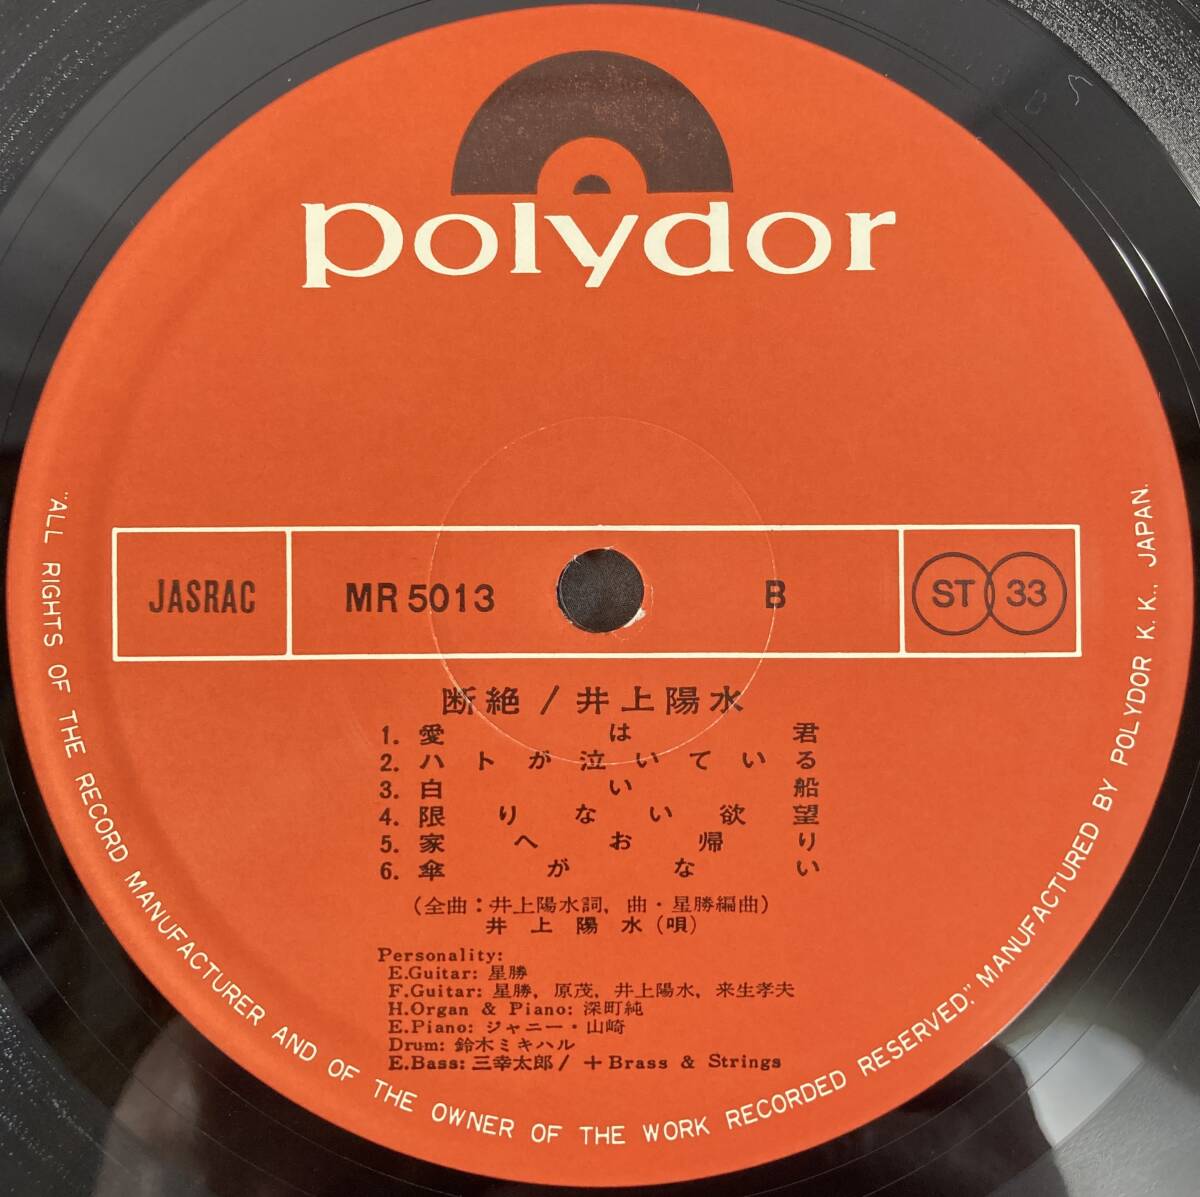 polydor
JASRAC
MR 5013
B
ST 33
断絶 / 井上陽水
1. 愛は君
2. ハトが泣いている
3. 白い船
4. 限りない欲望
5. 家へお帰り
6. 傘がない
(全曲:井上陽水詞, 曲・星勝編曲)
井上陽水(唄)
Personality:
E.Guitar: 星勝
F.Guitar: 星勝, 原茂, 井上陽水, 来生孝夫
H.Organ & Piano: 深町純
E.Piano: ジャニー・山崎
Drum: 鈴木ミキハル
E.Bass: 三幸太郎/ +Brass & Strings
"ALL RIGHTS OF THE RECORD MANUFACTURER AND OF THE OWNER OF THE WORK RECORDED RESERVED," MANUFACTURED BY POLYDOR K.K., JAPAN.